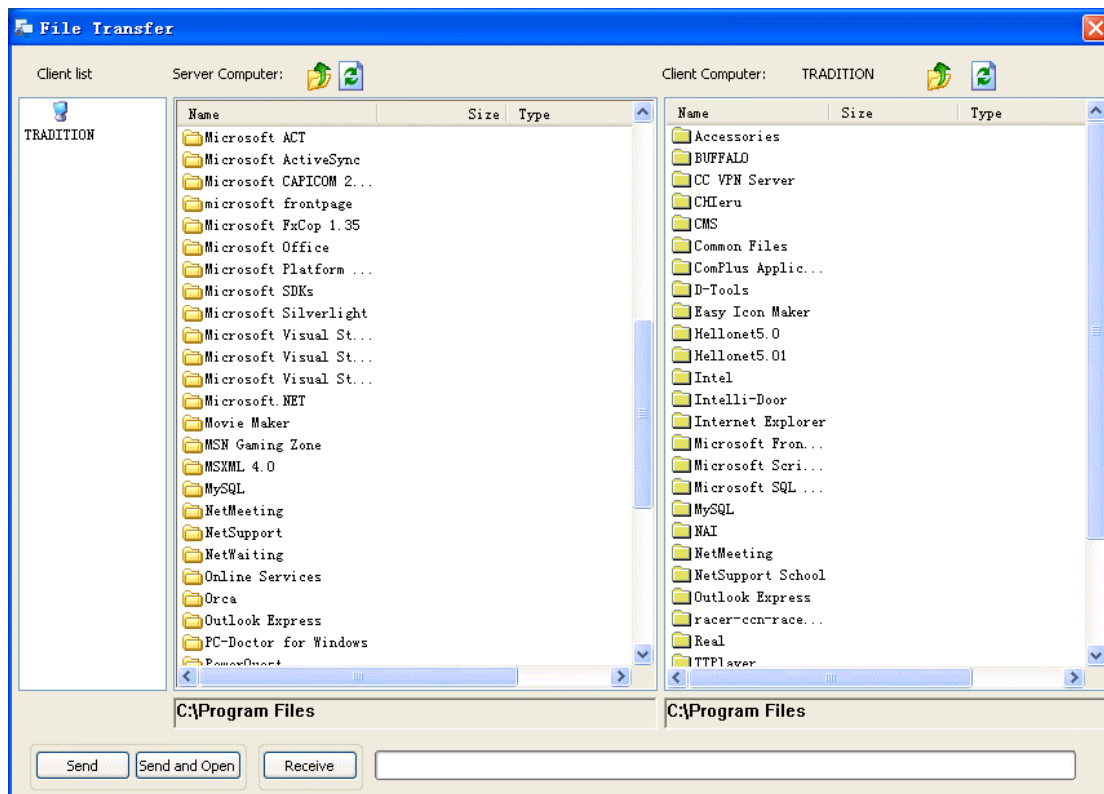 File Transfer
Client list
Server Computer:
Client Computer: TRADITION
TRADITION
Name Size Type
Microsoft ACT
Microsoft ActiveSync
Microsoft CAPICOM 2...
microsoft frontpage
Microsoft FxCop 1.35
Microsoft Office
Microsoft Platform ...
Microsoft SDKs
Microsoft Silverlight
Microsoft Visual St...
Microsoft Visual St...
Microsoft Visual St...
Microsoft.NET
Movie Maker
MSN Gaming Zone
MSXML 4.0
MySQL
NetMeeting
NetSupport
NetWaiting
Online Services
Orca
Outlook Express
PC-Doctor for Windows
PowerQuest
C:\Program Files
Name Size Type
Accessories
BUFFALO
CC VPN Server
CHIeru
CMS
Common Files
ComPlus Applic...
D-Tools
Easy Icon Maker
Hellonet5.0
Hellonet5.01
Intel
Intelli-Door
Internet Explorer
Microsoft Fron...
Microsoft Scri...
Microsoft SQL ...
MySQL
NAI
NetMeeting
NetSupport School
Outlook Express
racer-ccn-race...
Real
TTPlayer
C:\Program Files
Send
Send and Open
Receive